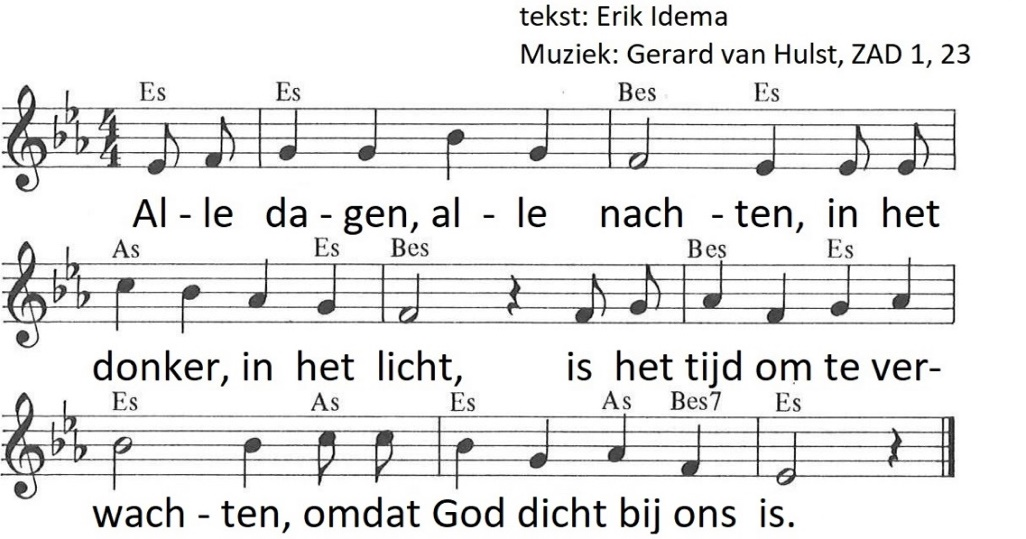 tekst: Erik Idema
Muziek: Gerard van Hulst, ZAD 1, 23
Es Es Bes Es
4/4
Al - le da - gen, al - le nach - ten, in het
As Es Bes Bes Es
donker, in het licht, is het tijd om te ver-
Es As Es As Bes7 Es
wach - ten, omdat God dicht bij ons is.